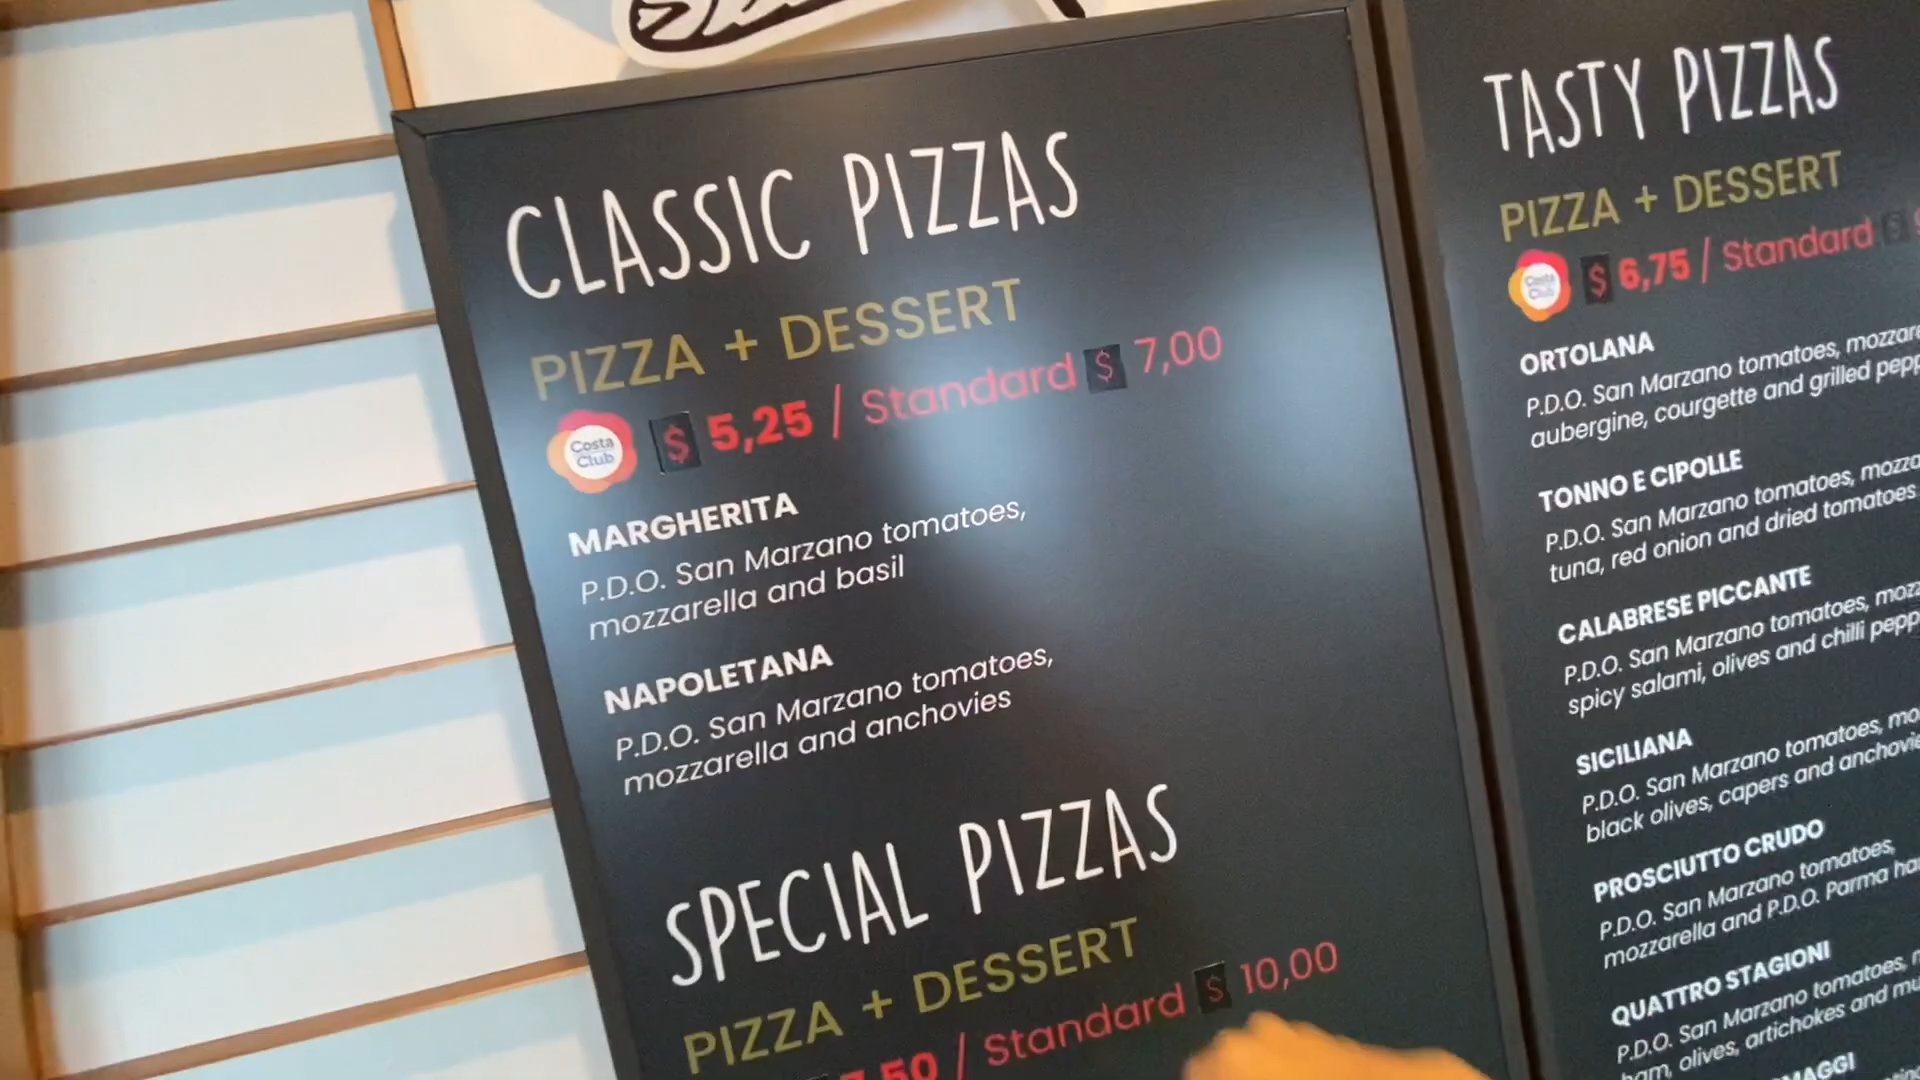 CLASSIC PIZZAS
PIZZA + DESSERT
Costa Club $ 5,25 / Standard $ 7,00
MARGHERITA
P.D.O. San Marzano tomatoes,
mozzarella and basil
NAPOLETANA
P.D.O. San Marzano tomatoes,
mozzarella and anchovies
SPECIAL PIZZAS
PIZZA + DESSERT
7,50 / Standard $ 10,00
TASTY PIZZAS
PIZZA + DESSERT
Costa Club $ 6,75 / Standard $
ORTOLANA
P.D.O. San Marzano tomatoes,
aubergine, courgette and grilled
TONNO E CIPOLLE
P.D.O. San Marzano tomatoes,
tuna, red onion and dried tomatoes
CALABRESE PICCANTE
P.D.O. San Marzano tomatoes,
spicy salami, olives and chilli
SICILIANA
P.D.O. San Marzano tomatoes,
black olives, capers and
PROSCIUTTO CRUDO
P.D.O. San Marzano tomatoes,
mozzarella and P.D.O. Parma
QUATTRO STAGIONI
P.D.O. San Marzano tomatoes,
ham, olives, artichokes and